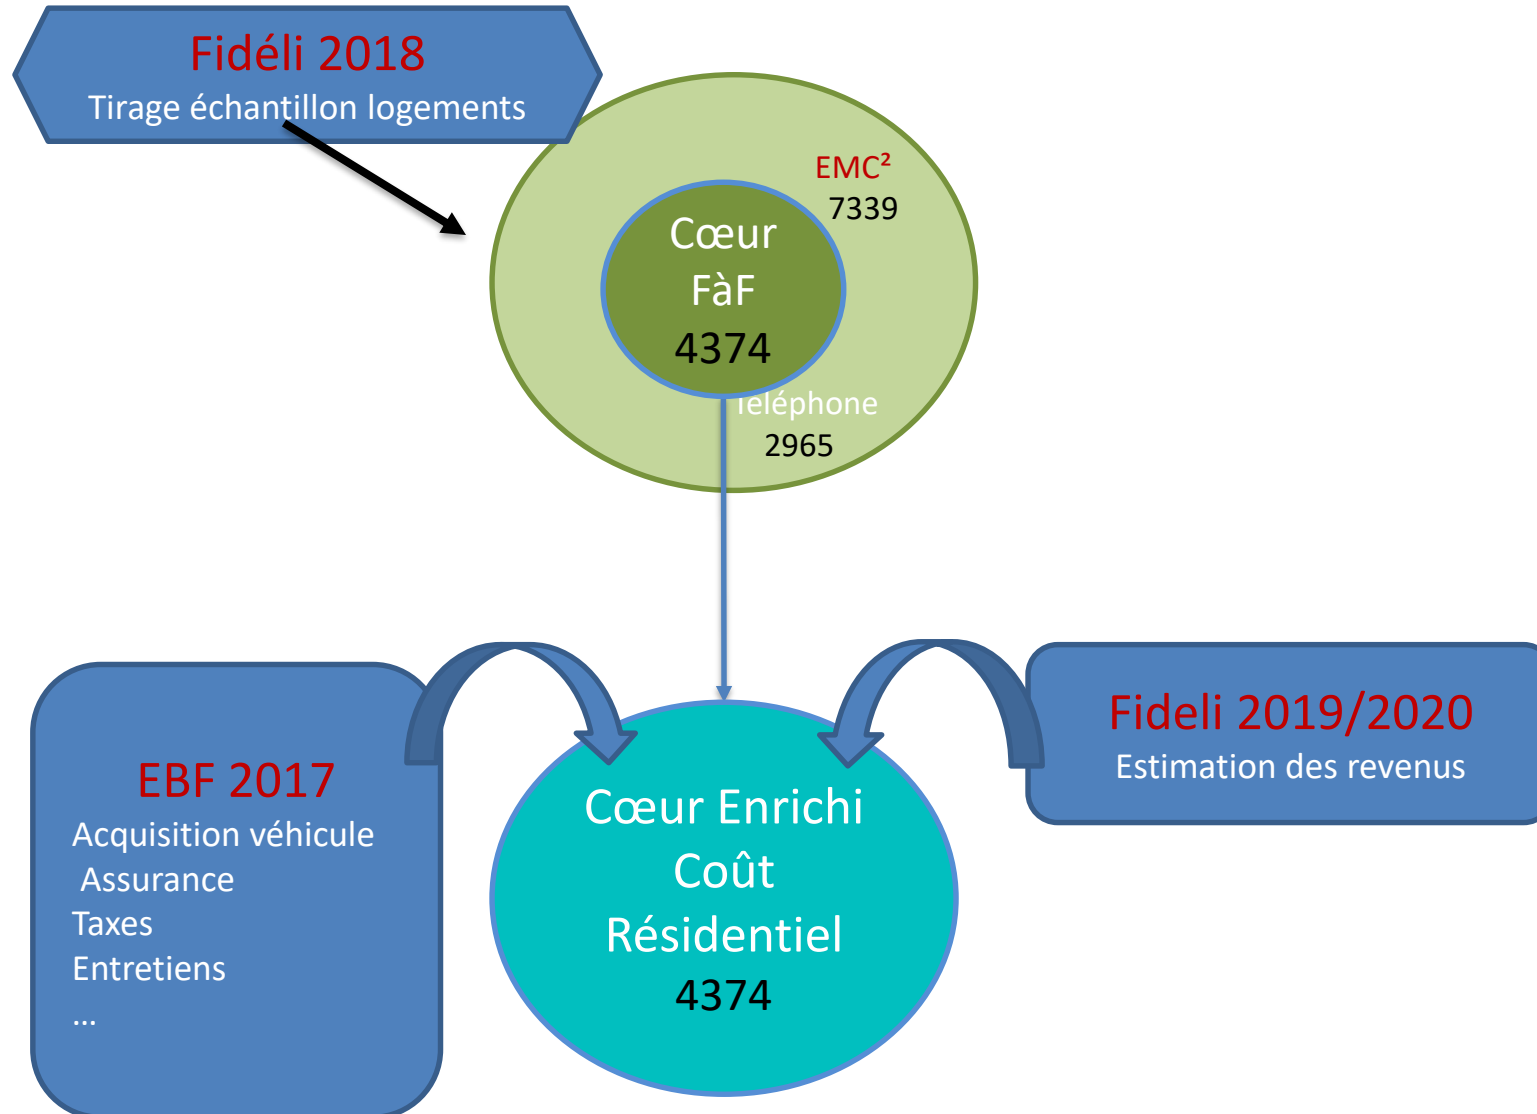 Fidéli 2018
Tirage échantillon logements
EMC²
7339
Cœur
FàF
4374
Téléphone
2965
EBF 2017
Acquisition véhicule
Assurance
Taxes
Entretiens
...
Cœur Enrichi
Coût
Résidentiel
4374
Fideli 2019/2020
Estimation des revenus